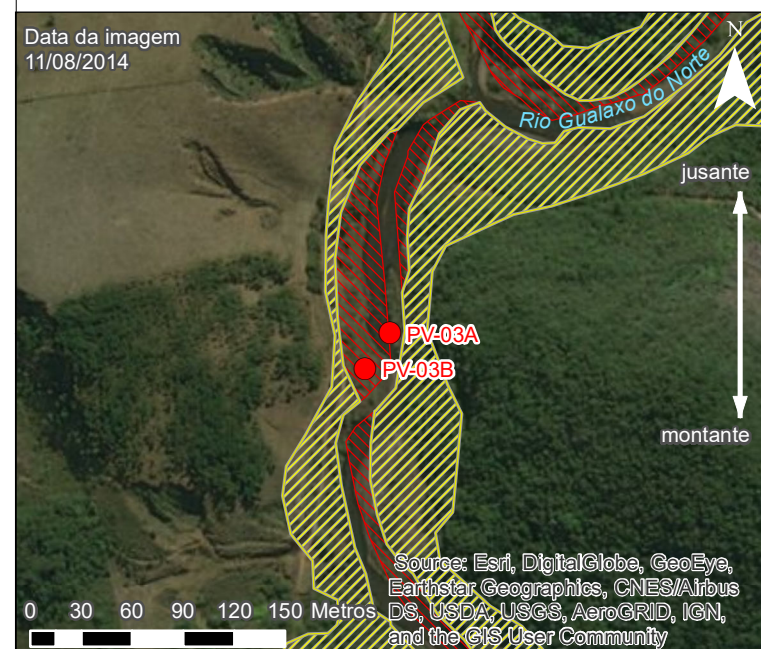 Data da imagem
11/08/2014
N
Rio Gualaxo do Norte
jusante
PV-03A
PV-03B
montante
Source: Esri, DigitalGlobe, GeoEye,
Earthstar Geographics, CNES/Airbus
DS, USDA, USGS, AeroGRID, IGN,
and the GIS User Community
0 30 60 90 120 150 Metros